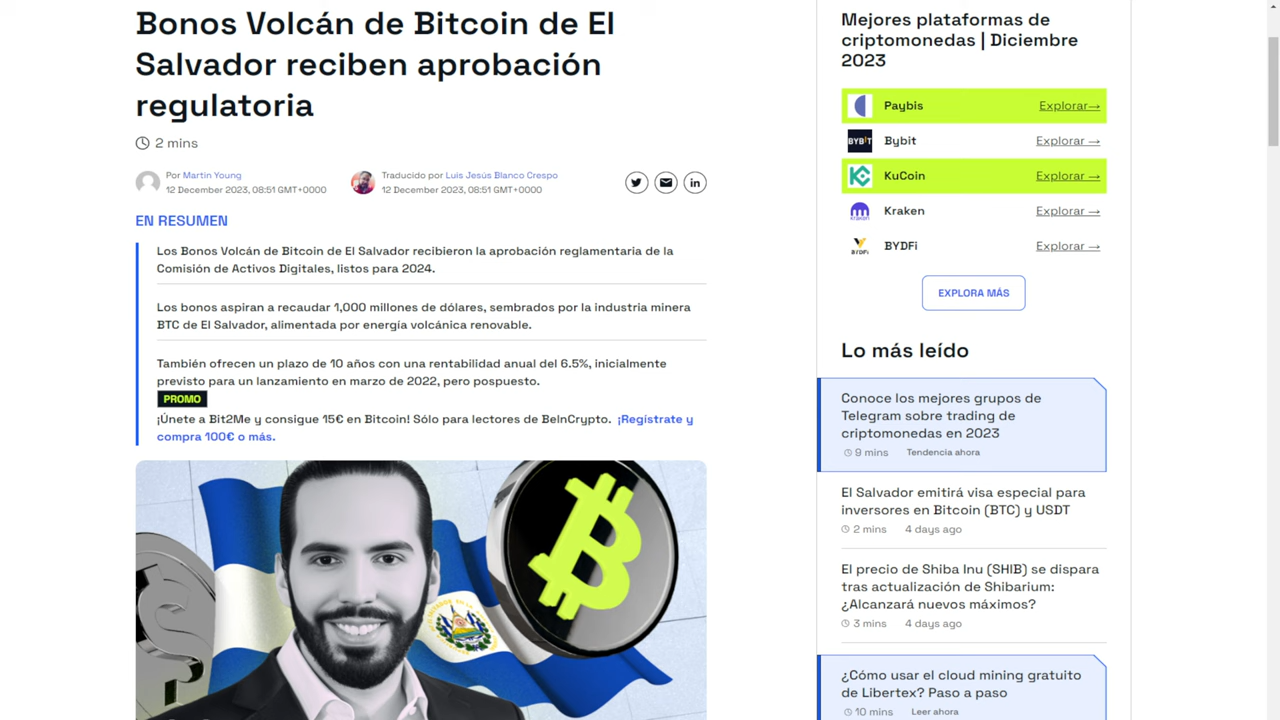 Bonos Volcán de Bitcoin de El
Salvador reciben aprobación
regulatoria
2 mins
Por Martin Young
12 December 2023, 08:51 GMT+0000
Traducido por Luis Jesús Blanco Crespo
12 December 2023, 08:51 GMT+0000
EN RESUMEN
Los Bonos Volcán de Bitcoin de El Salvador recibieron la aprobación reglamentaria de la
Comisión de Activos Digitales, listos para 2024.
Los bonos aspiran a recaudar 1,000 millones de dólares, sembrados por la industria minera
BTC de El Salvador, alimentada por energía volcánica renovable.
También ofrecen un plazo de 10 años con una rentabilidad anual del 6.5%, inicialmente
previsto para un lanzamiento en marzo de 2022, pero pospuesto.
PROMO
¡Únete a Bit2Me y consigue 15€ en Bitcoin! Sólo para lectores de BeInCrypto. ¡Regístrate y
compra 100€ o más.
Mejores plataformas de
criptomonedas | Diciembre
2023
Paybis Explorar→
BYBIT Bybit Explorar →
KuCoin Explorar →
Kraken Explorar →
BYDFi BYDFi Explorar →
EXPLORA MÁS
Lo más leído
Conoce los mejores grupos de
Telegram sobre trading de
criptomonedas en 2023
9 mins Tendencia ahora
El Salvador emitirá visa especial para
inversores en Bitcoin (BTC) y USDT
2 mins 4 days ago
El precio de Shiba Inu (SHIB) se dispara
tras actualización de Shibarium:
¿Alcanzará nuevos máximos?
3 mins 4 days ago
¿Cómo usar el cloud mining gratuito
de Libertex? Paso a paso
10 mins Leer ahora